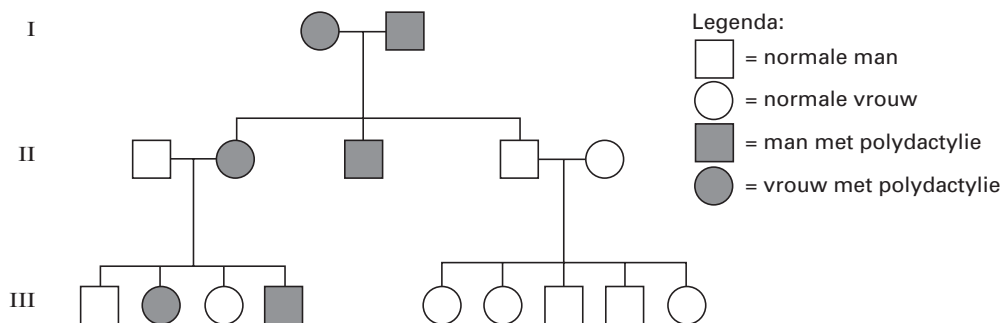 I
II
III
Legenda:
= normale man
= normale vrouw
= man met polydactylie
= vrouw met polydactylie